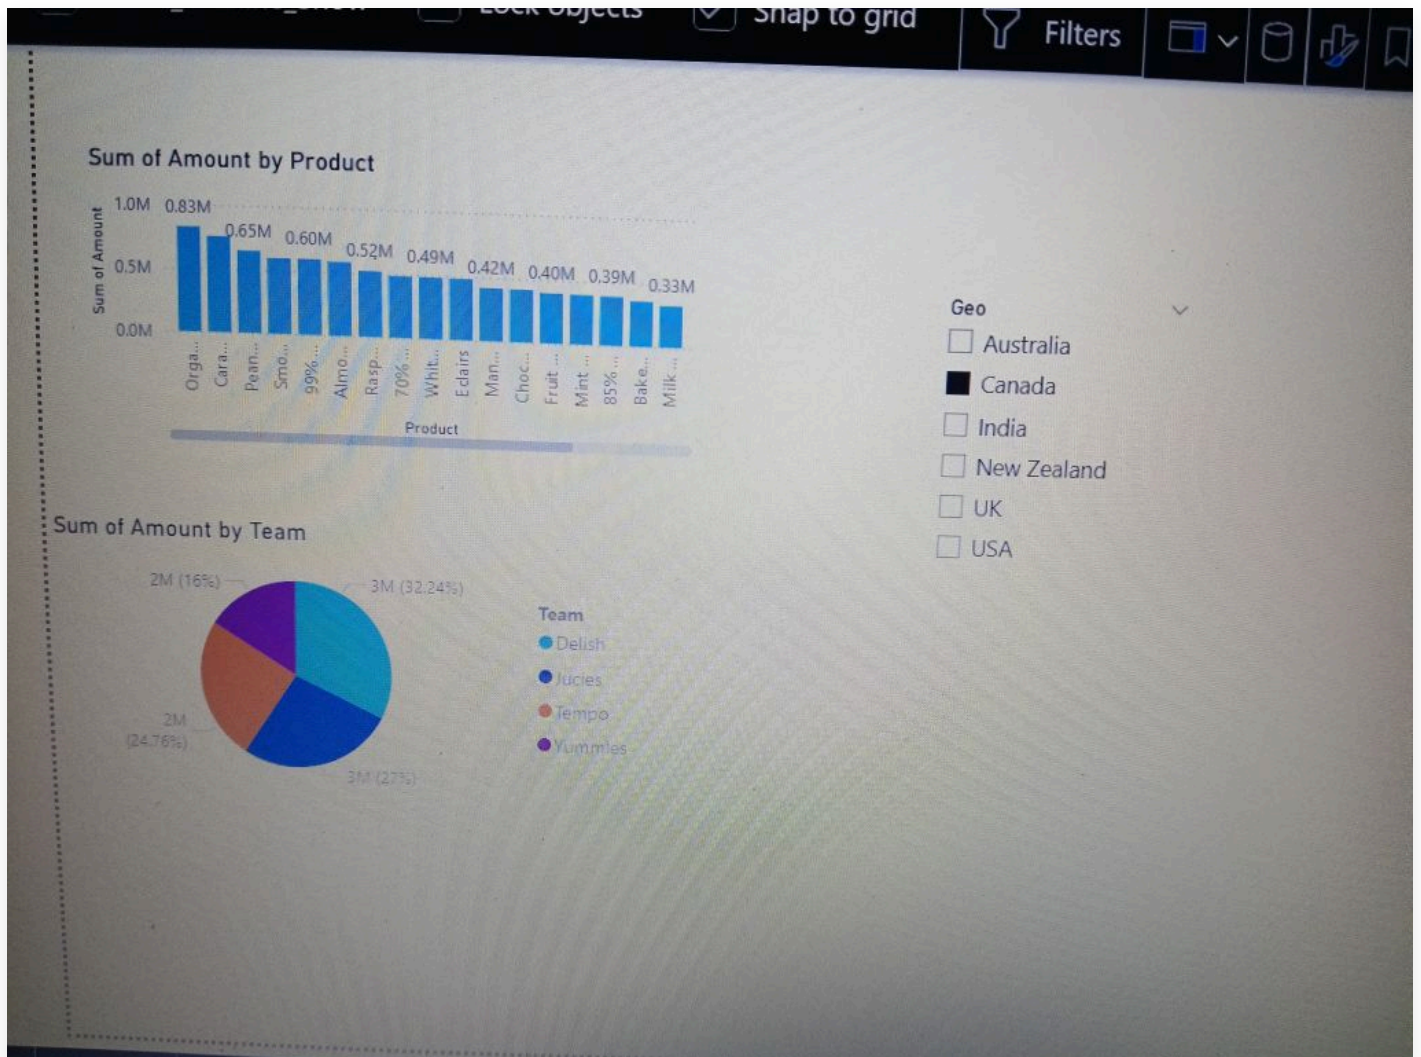 Lock objects
Snap to grid
Filters
Sum of Amount by Product
Sum of Amount
1.0M
0.5M
0.0M
0.83M
0.65M
0.60M
0.52M
0.49M
0.42M
0.40M
0.39M
0.33M
Orga...
Cara...
Pean...
Smo...
99% ...
Almo...
Rasp...
70% ...
Whit...
Eclairs
Man...
Choc...
Fruit ...
Mint ...
85% ...
Bake...
Milk ...
Product
Geo
Australia
Canada
India
New Zealand
UK
USA
Sum of Amount by Team
2M (16%)
3M (32.24%)
2M
(24.76%)
3M (27%)
Team
Delish
Jucies
Tempo
Yummies